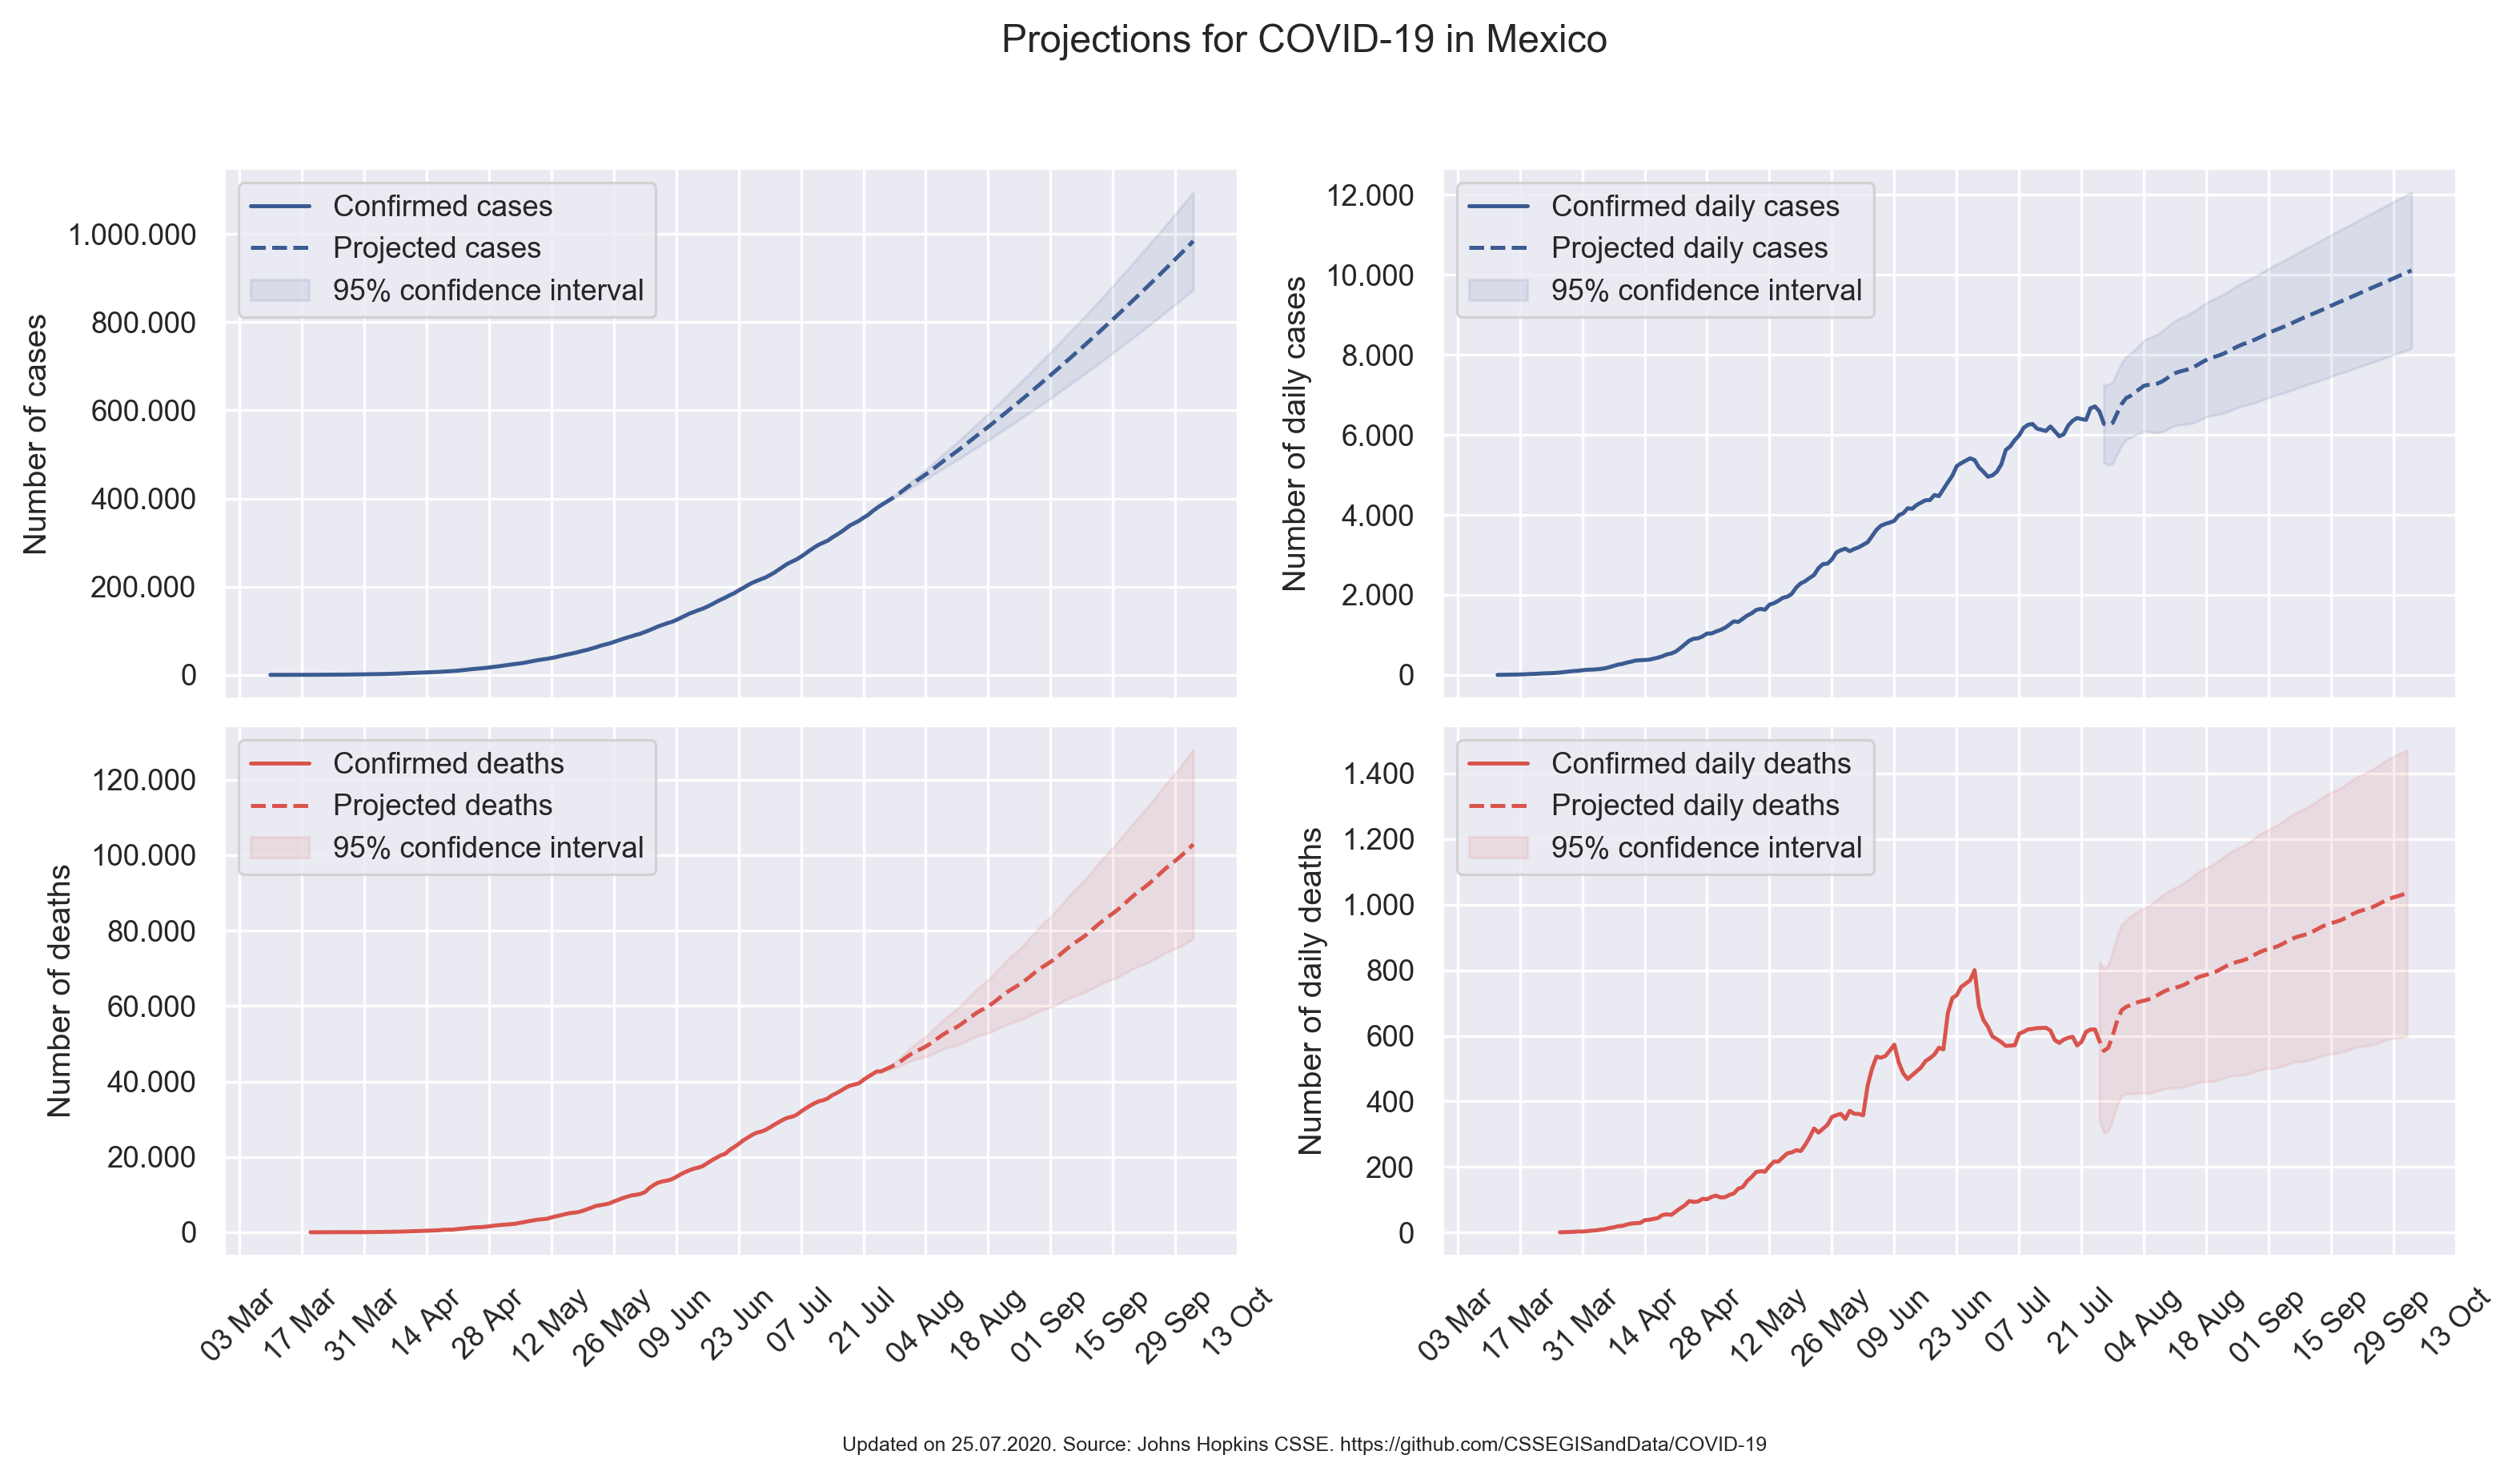 Projections for COVID-19 in Mexico
Number of cases
1.000.000
800.000
600.000
400.000
200.000
0
Confirmed cases
Projected cases
95% confidence interval
Number of daily cases
12.000
10.000
8.000
6.000
4.000
2.000
0
Confirmed daily cases
Projected daily cases
95% confidence interval
Number of deaths
120.000
100.000
80.000
60.000
40.000
20.000
0
Confirmed deaths
Projected deaths
95% confidence interval
03 Mar
17 Mar
31 Mar
14 Apr
28 Apr
12 May
26 May
09 Jun
23 Jun
07 Jul
21 Jul
04 Aug
18 Aug
01 Sep
15 Sep
29 Sep
13 Oct
Number of daily deaths
1.400
1.200
1.000
800
600
400
200
0
Confirmed daily deaths
Projected daily deaths
95% confidence interval
03 Mar
17 Mar
31 Mar
14 Apr
28 Apr
12 May
26 May
09 Jun
23 Jun
07 Jul
21 Jul
04 Aug
18 Aug
01 Sep
15 Sep
29 Sep
13 Oct
Updated on 25.07.2020. Source: Johns Hopkins CSSE. https://github.com/CSSEGISandData/COVID-19